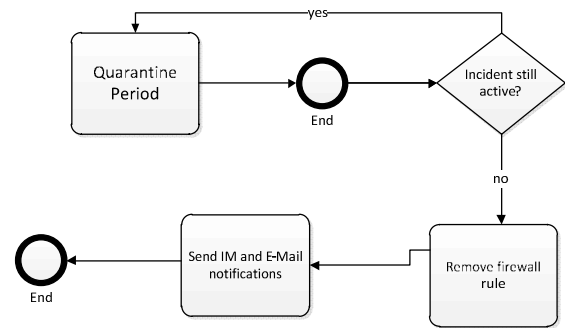 yes
Quarantine
Period
End
Incident still
active?
no
Remove firewall
rule
Send IM and E-Mail
notifications
End